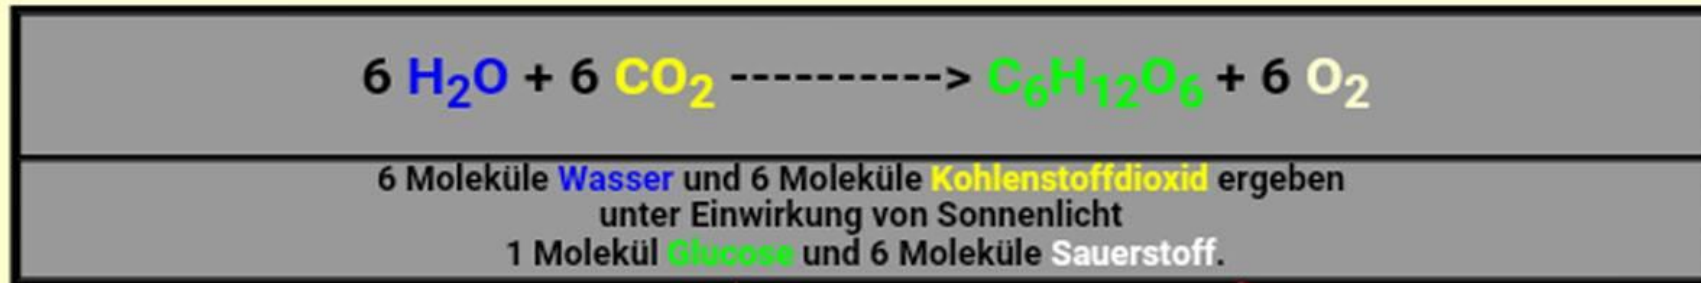 6 H₂O + 6 CO₂ ----------> C₆H₁₂O₆ + 6 O₂
6 Moleküle Wasser und 6 Moleküle Kohlenstoffdioxid ergeben
unter Einwirkung von Sonnenlicht
1 Molekül Glucose und 6 Moleküle Sauerstoff.